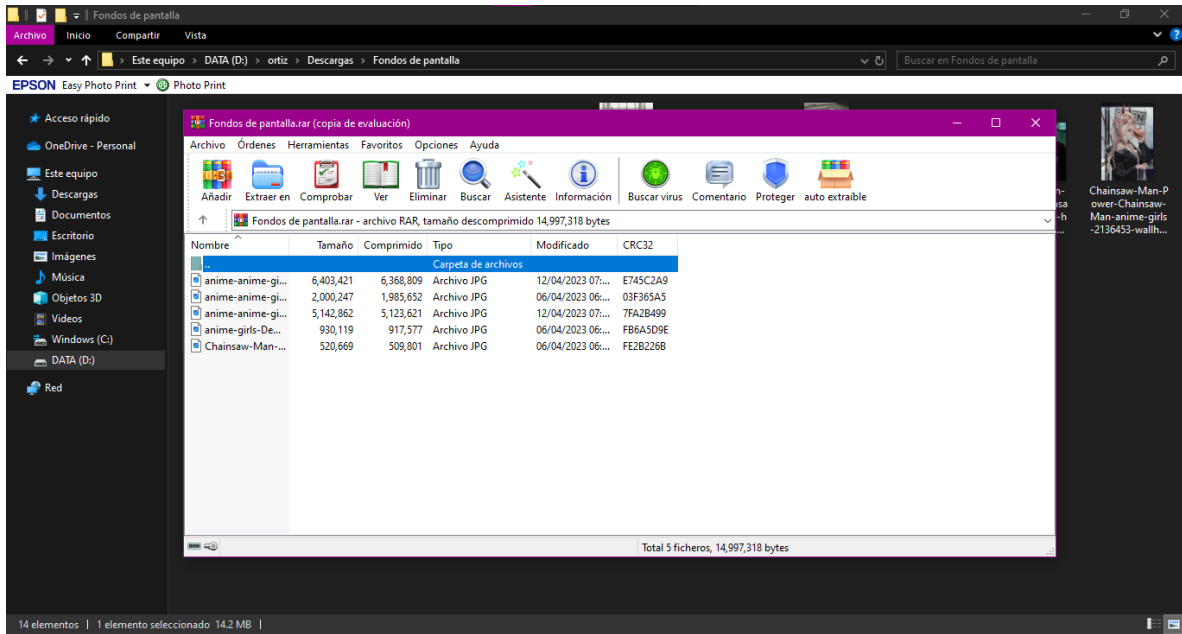 Fondos de pantalla
Archivo Inicio Compartir Vista
Este equipo > DATA (D:) > ortiz > Descargas > Fondos de pantalla
Buscar en Fondos de pantalla
EPSON Easy Photo Print Photo Print
Acceso rápido
OneDrive - Personal
Este equipo
Descargas
Documentos
Escritorio
Imágenes
Música
Objetos 3D
Videos
Windows (C:)
DATA (D:)
Red
Fondos de pantalla.rar (copia de evaluación)
Archivo Órdenes Herramientas Favoritos Opciones Ayuda
Añadir Extraer en Comprobar Ver Eliminar Buscar Asistente Información Buscar virus Comentario Proteger auto extraíble
Fondos de pantalla.rar - archivo RAR, tamaño descomprimido 14,997,318 bytes
Nombre Tamaño Comprimido Tipo Modificado CRC32
.. Carpeta de archivos
anime-anime-gi... 6,403,421 6,368,809 Archivo JPG 12/04/2023 07:... E745C2A9
anime-anime-gi... 2,000,247 1,985,652 Archivo JPG 06/04/2023 06:... 03F365A5
anime-anime-gi... 5,142,862 5,123,621 Archivo JPG 12/04/2023 07:... 7FA2B499
anime-girls-De... 930,119 917,577 Archivo JPG 06/04/2023 06:... FB6A5D9E
Chainsaw-Man-... 520,669 509,801 Archivo JPG 06/04/2023 06:... FE2B226B
Total 5 ficheros, 14,997,318 bytes
Chainsaw-Man-P
ower-Chainsaw-
Man-anime-girls
-2136453-wallh...
14 elementos | 1 elemento seleccionado 14.2 MB |